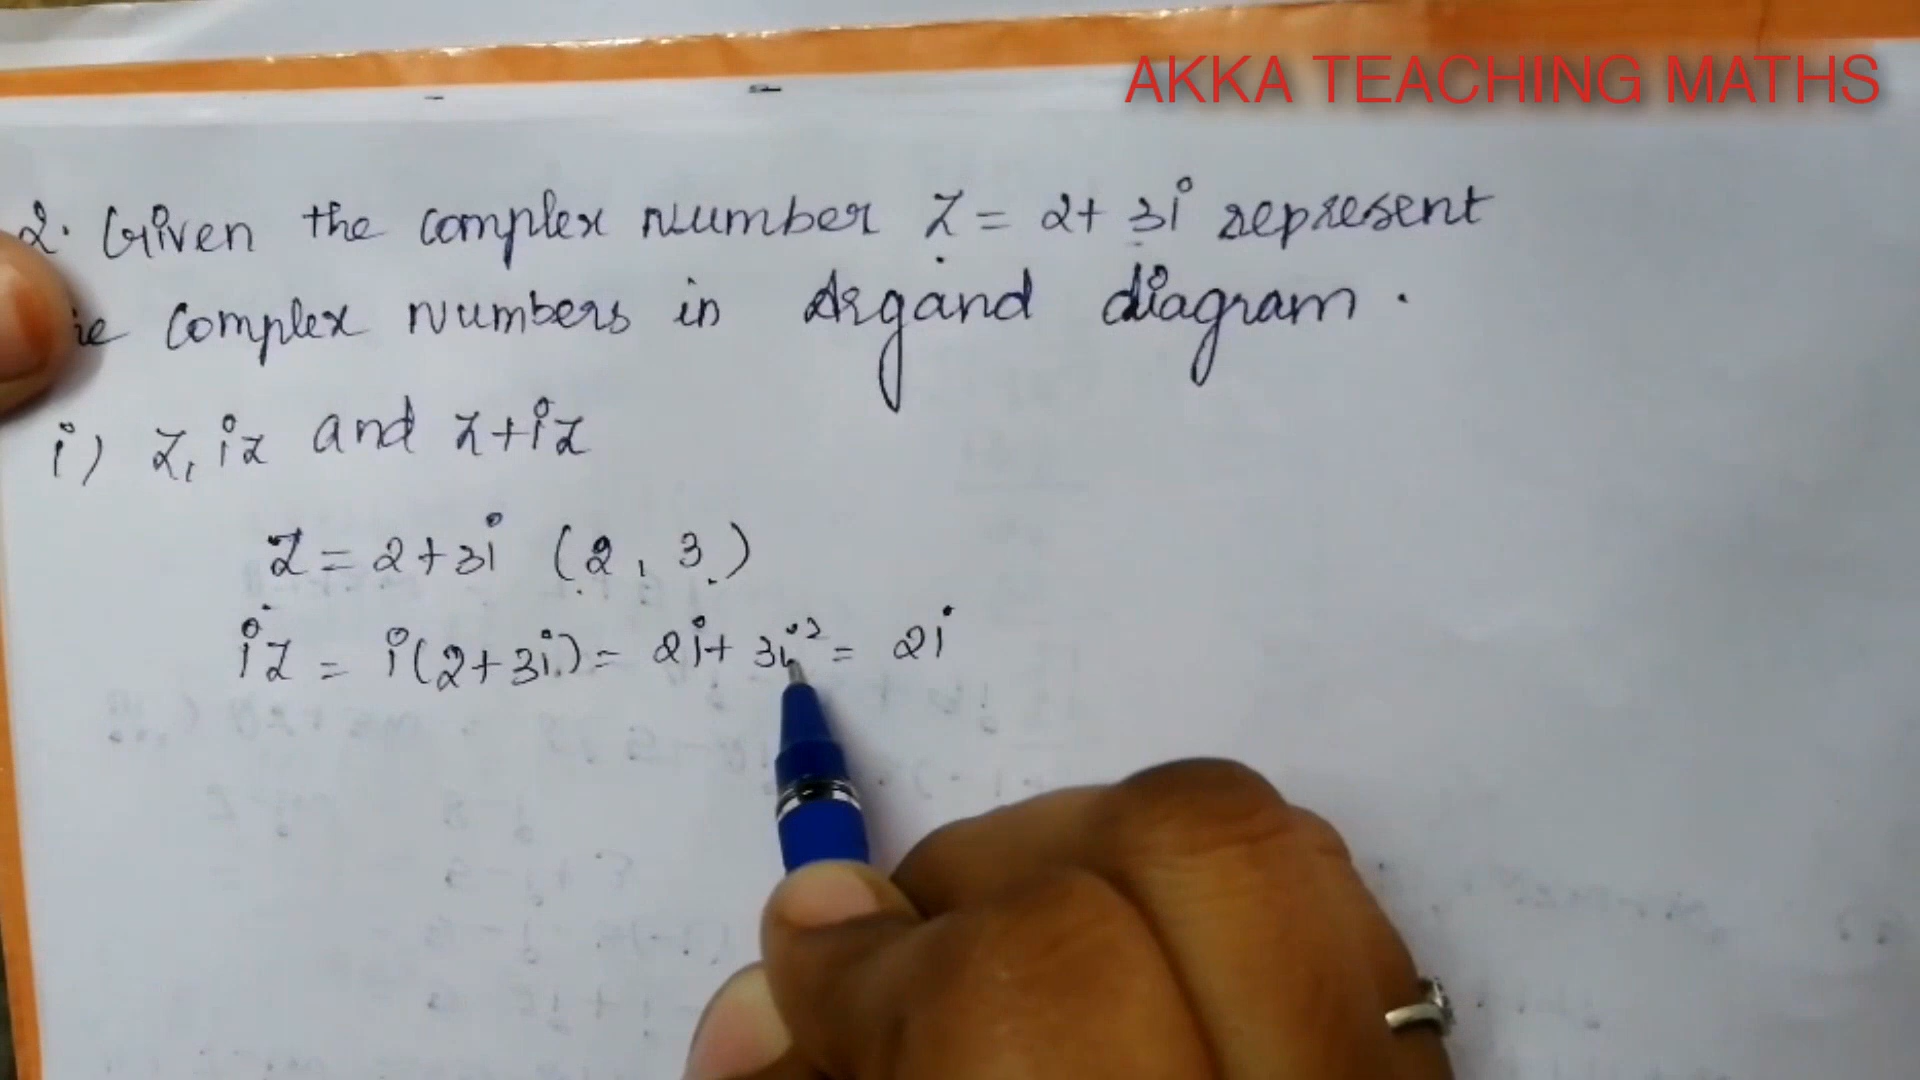 AKKA TEACHING MATHS
2. Given the complex number z = 2+3i represent
complex numbers in Argand diagram.
i) z, iz and z+iz
z = 2+3i (2, 3)
iz = i(2+3i) = 2i+3i² = 2i